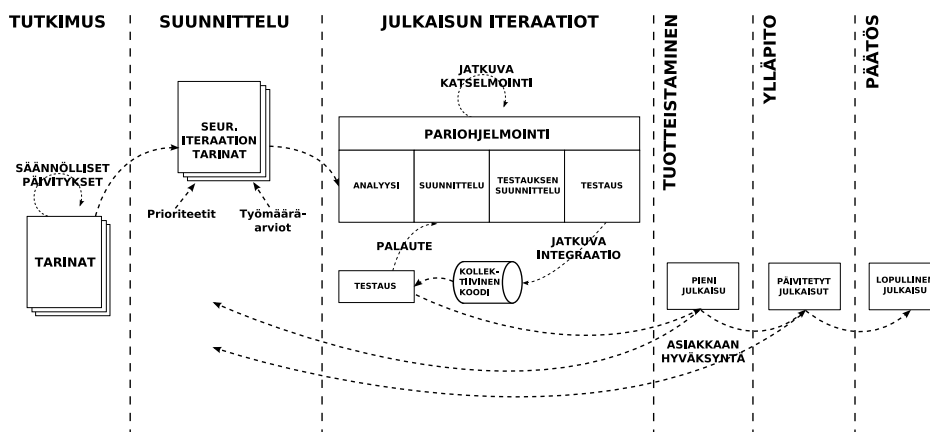 TUTKIMUS
SUUNNITTELU
JULKAISUN ITERAATIOT
TUOTTEISTAMINEN
YLLÄPITO
PÄÄTÖS
SÄÄNNÖLLISET
PÄIVITYKSET
TARINAT
SEUR.
ITERAATION
TARINAT
Prioriteetit
Työmäärä-
arviot
JATKUVA
KATSELMOINTI
PARIOHJELMOINTI
ANALYYSI
SUUNNITTELU
TESTAUKSEN
SUUNNITTELU
TESTAUS
PALAUTE
JATKUVA
INTEGRAATIO
TESTAUS
KOLLEK-
TIIVINEN
KOODI
PIENI
JULKAISU
PÄIVITETYT
JULKAISUT
LOPULLINEN
JULKAISU
ASIAKKAAN
HYVÄKSYNTÄ